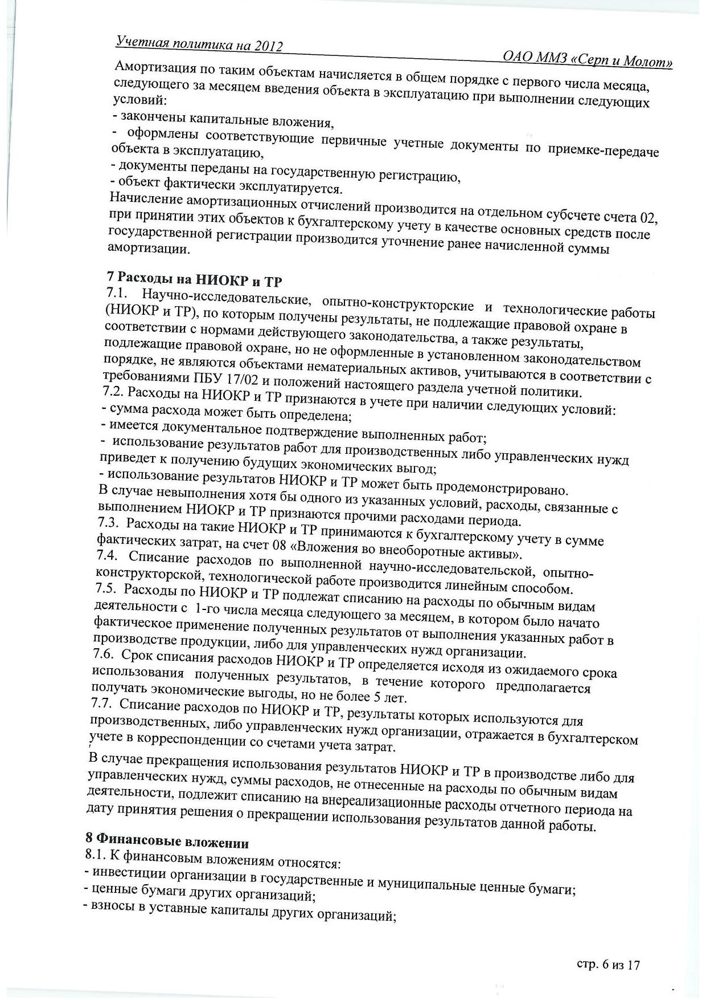 Учетная политика на 2012
ОАО ММЗ «Серп и Молот»
Амортизация по таким объектам начисляется в общем порядке с первого числа месяца,
следующего за месяцем введения объекта в эксплуатацию при выполнении следующих
условий:
- закончены капитальные вложения,
- оформлены соответствующие первичные учетные документы по приемке-передаче
объекта в эксплуатацию,
- документы переданы на государственную регистрацию,
- объект фактически эксплуатируется.
Начисление амортизационных отчислений производится на отдельном субсчете счета 02,
при принятии этих объектов к бухгалтерскому учету в качестве основных средств после
государственной регистрации производится уточнение ранее начисленной суммы
амортизации.
7 Расходы на НИОКР и ТР
7.1. Научно-исследовательские, опытно-конструкторские и технологические работы
(НИОКР и ТР), по которым получены результаты, не подлежащие правовой охране в
соответствии с нормами действующего законодательства, а также результаты,
подлежащие правовой охране, но не оформленные в установленном законодательством
порядке, не являются объектами нематериальных активов, учитываются в соответствии с
требованиями ПБУ 17/02 и положений настоящего раздела учетной политики.
7.2. Расходы на НИОКР и ТР признаются в учете при наличии следующих условий:
- сумма расхода может быть определена;
- имеется документальное подтверждение выполненных работ;
- использование результатов работ для производственных либо управленческих нужд
приведет к получению будущих экономических выгод;
- использование результатов НИОКР и ТР может быть продемонстрировано.
В случае невыполнения хотя бы одного из указанных условий, расходы, связанные с
выполнением НИОКР и ТР признаются прочими расходами периода.
7.3. Расходы на такие НИОКР и ТР принимаются к бухгалтерскому учету в сумме
фактических затрат, на счет 08 «Вложения во внеоборотные активы».
7.4. Списание расходов по выполненной научно-исследовательской, опытно-
конструкторской, технологической работе производится линейным способом.
7.5. Расходы по НИОКР и ТР подлежат списанию на расходы по обычным видам
деятельности с 1-го числа месяца следующего за месяцем, в котором было начато
фактическое применение полученных результатов от выполнения указанных работ в
производстве продукции, либо для управленческих нужд организации.
7.6. Срок списания расходов НИОКР и ТР определяется исходя из ожидаемого срока
использования полученных результатов, в течение которого предполагается
получать экономические выгоды, но не более 5 лет.
7.7. Списание расходов по НИОКР и ТР, результаты которых используются для
производственных, либо управленческих нужд организации, отражается в бухгалтерском
учете в корреспонденции со счетами учета затрат.
В случае прекращения использования результатов НИОКР и ТР в производстве либо для
управленческих нужд, суммы расходов, не отнесенные на расходы по обычным видам
деятельности, подлежит списанию на внереализационные расходы отчетного периода на
дату принятия решения о прекращении использования результатов данной работы.
8 Финансовые вложении
8.1. К финансовым вложениям относятся:
- инвестиции организации в государственные и муниципальные ценные бумаги;
- ценные бумаги других организаций;
- взносы в уставные капиталы других организаций;
стр. 6 из 17